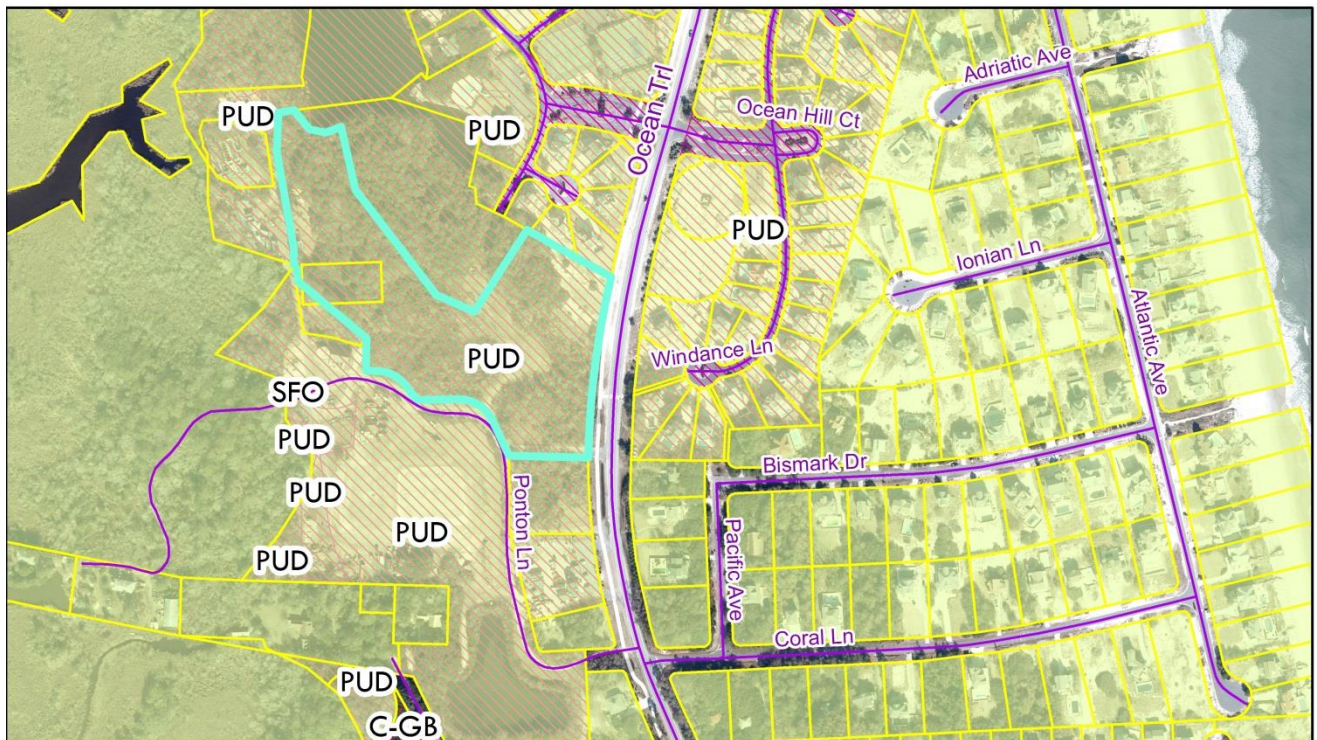 Adriatic Ave
Ocean Trl
PUD
Ocean Hill Ct
PUD
PUD
Ionian Ln
Atlantic Ave
Windance Ln
PUD
SFO
PUD
Bismark Dr
PUD
Ponton Ln
PUD
Pacific Ave
PUD
Coral Ln
PUD
C-GB